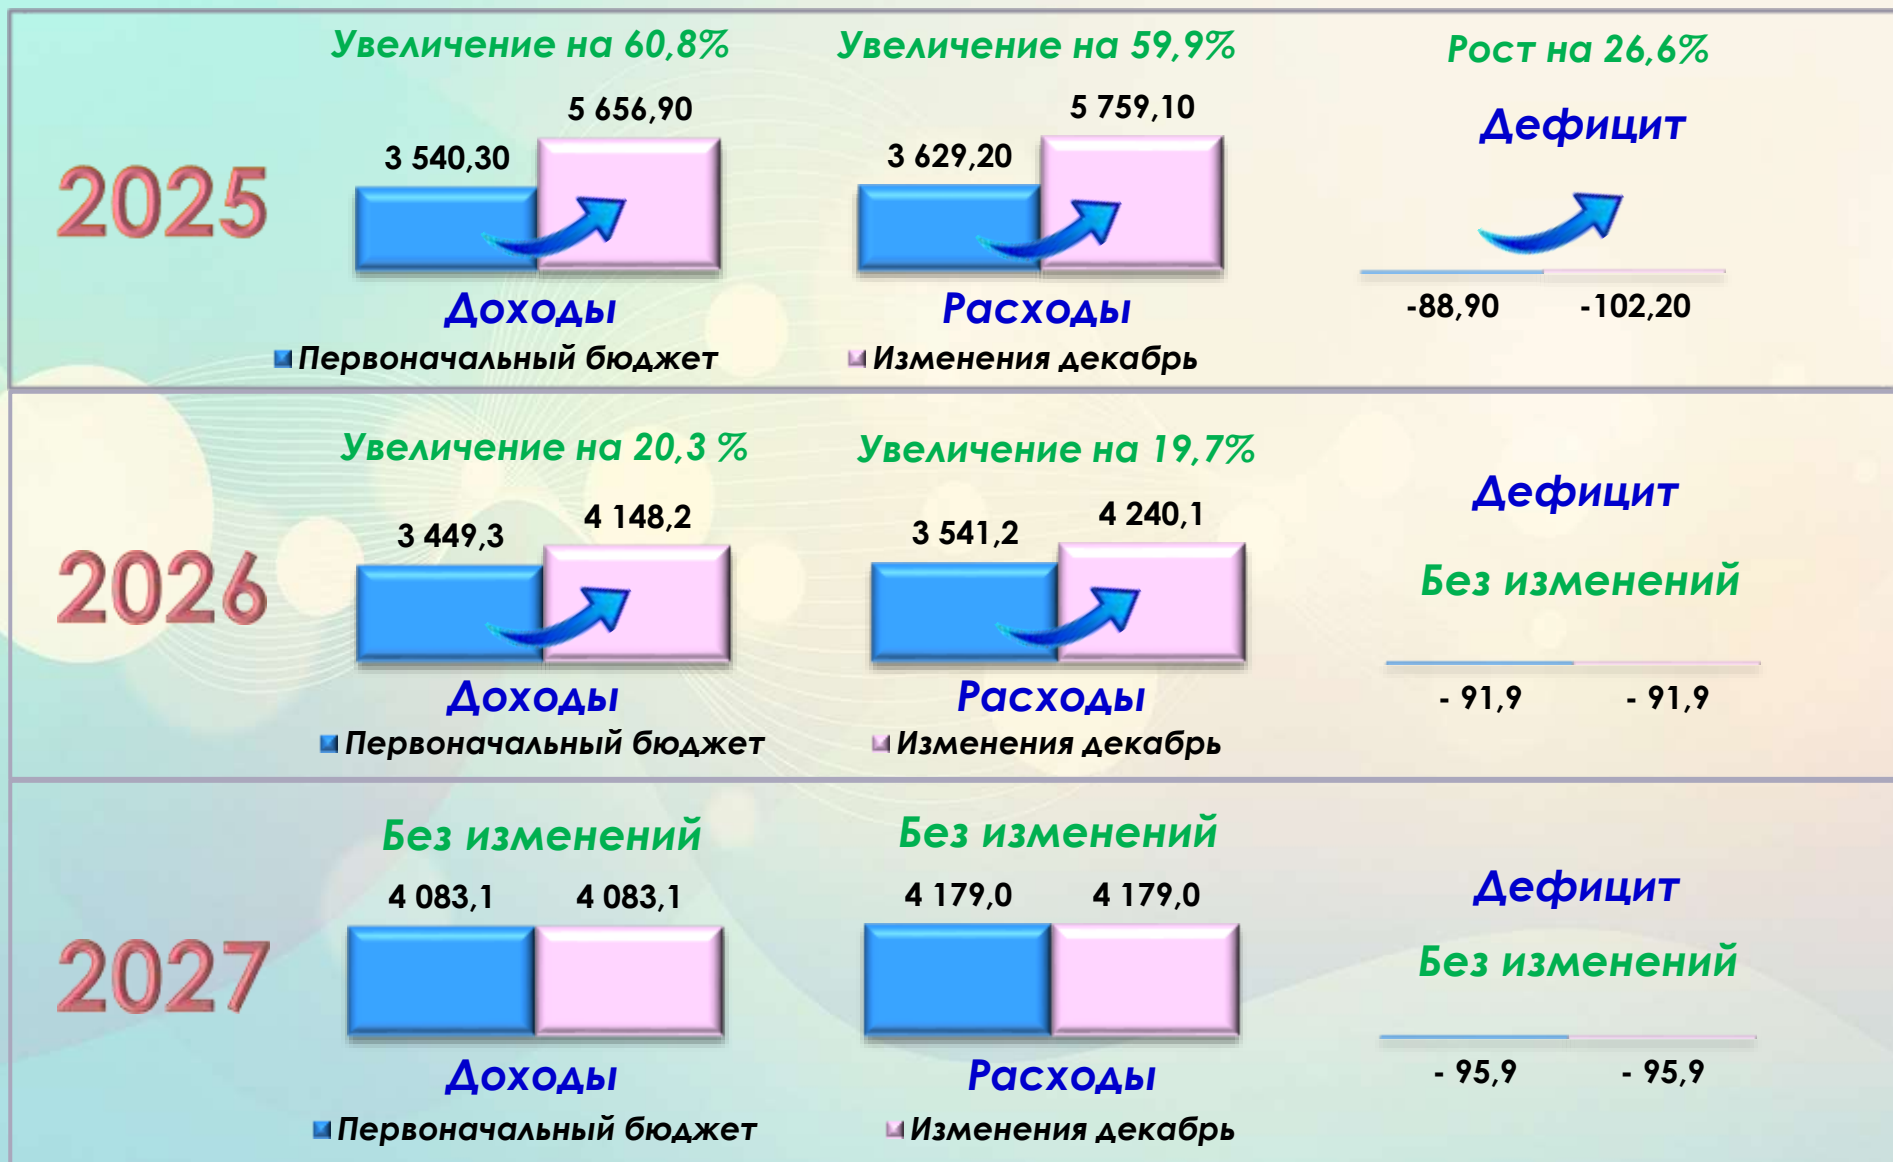 2025
Увеличение на 60,8%
3 540,30
5 656,90
Доходы
Увеличение на 59,9%
3 629,20
5 759,10
Расходы
Рост на 26,6%
Дефицит
-88,90
-102,20
Первоначальный бюджет
Изменения декабрь
2026
Увеличение на 20,3 %
3 449,3
4 148,2
Доходы
Увеличение на 19,7%
3 541,2
4 240,1
Расходы
Дефицит
Без изменений
- 91,9
- 91,9
Первоначальный бюджет
Изменения декабрь
2027
Без изменений
4 083,1
4 083,1
Доходы
Без изменений
4 179,0
4 179,0
Расходы
Дефицит
Без изменений
- 95,9
- 95,9
Первоначальный бюджет
Изменения декабрь